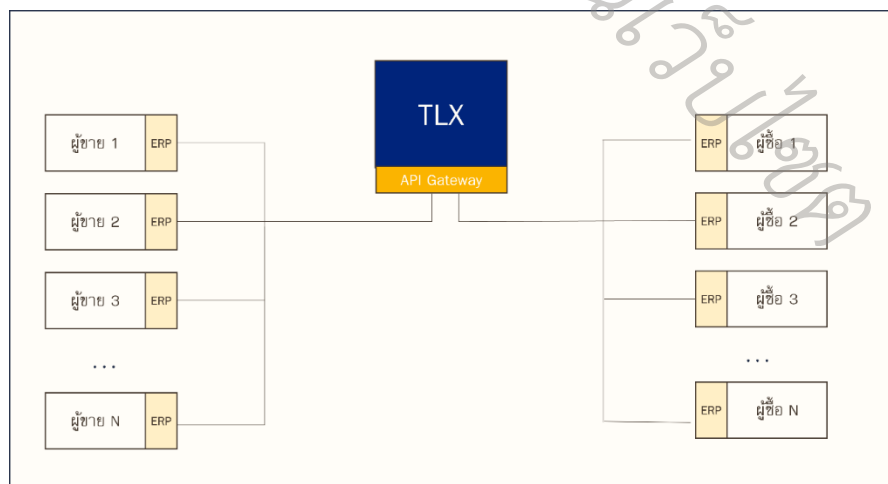 TLX
API Gateway
ผู้ขาย 1 ERP
ผู้ขาย 2 ERP
ผู้ขาย 3 ERP
...
ผู้ขาย N ERP
ERP ผู้ซื้อ 1
ERP ผู้ซื้อ 2
ERP ผู้ซื้อ 3
...
ERP ผู้ซื้อ N